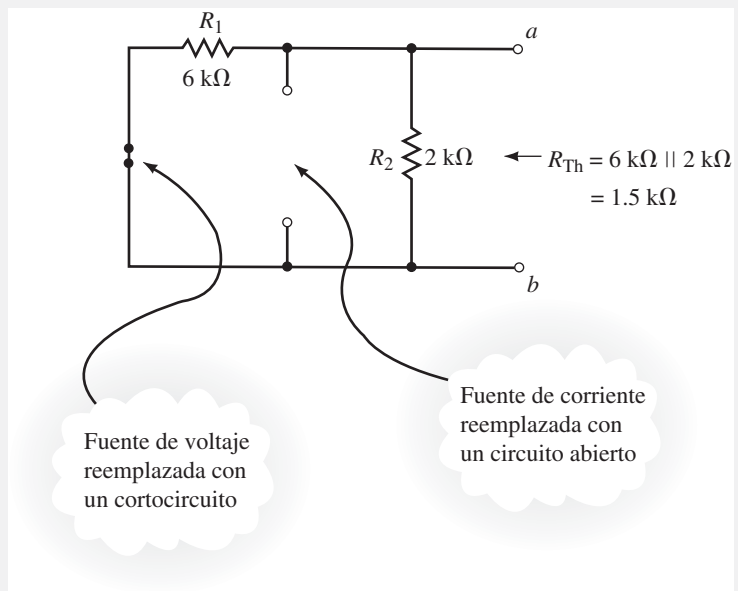 R1
6 kΩ
a
R2
2 kΩ
RTh = 6 kΩ || 2 kΩ
= 1.5 kΩ
b
Fuente de voltaje
reemplazada con
un cortocircuito
Fuente de corriente
reemplazada con
un circuito abierto